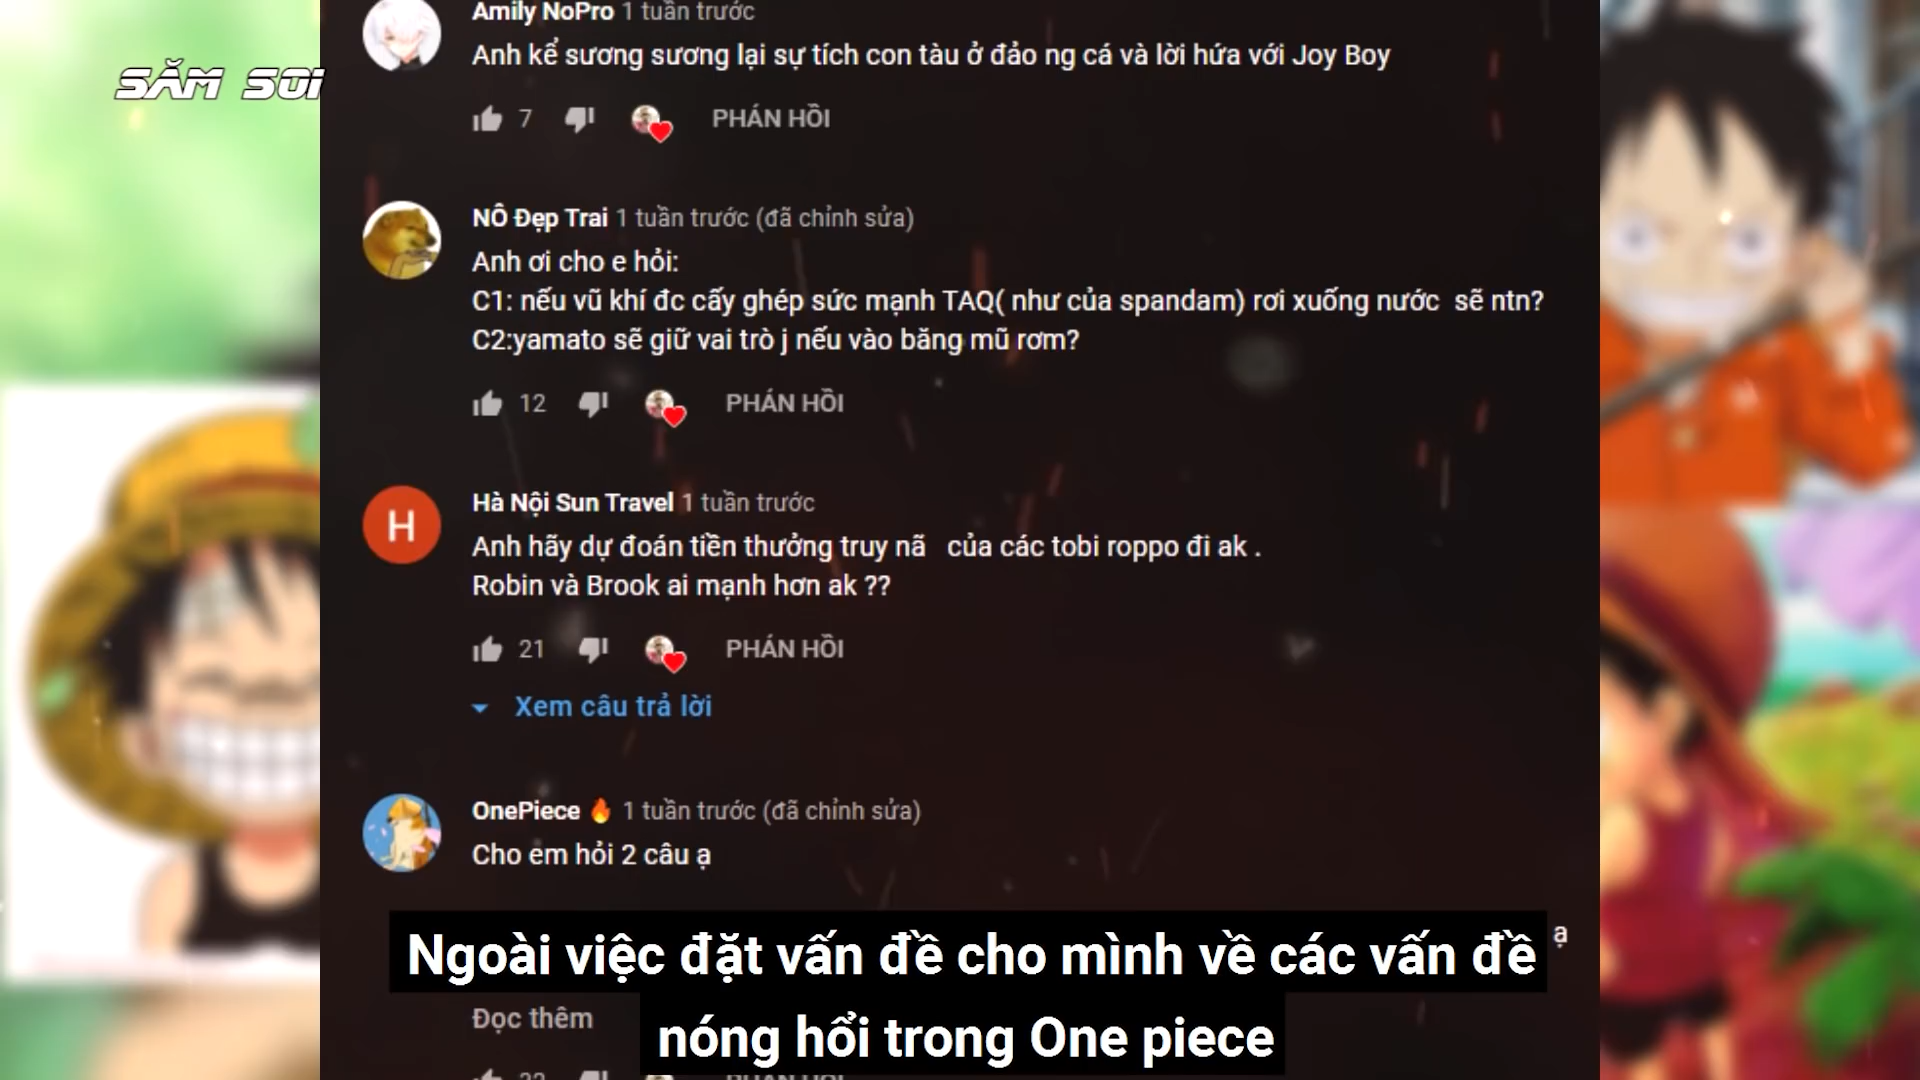 SĂM SOI
Amily NoPro 1 tuần trước
Anh kể sương sương lại sự tích con tàu ở đảo ng cá và lời hứa với Joy Boy
7 PHẢN HỒI
NÔ Đẹp Trai 1 tuần trước (đã chỉnh sửa)
Anh ơi cho e hỏi:
C1: nếu vũ khí đc cấy ghép sức mạnh TAQ( như của spandam) rơi xuống nước sẽ ntn?
C2:yamato sẽ giữ vai trò j nếu vào băng mũ rơm?
12 PHẢN HỒI
H
Hà Nội Sun Travel 1 tuần trước
Anh hãy dự đoán tiền thưởng truy nã của các tobi roppo đi ak .
Robin và Brook ai mạnh hơn ak ??
21 PHẢN HỒI
Xem câu trả lời
OnePiece 🔥 1 tuần trước (đã chỉnh sửa)
Cho em hỏi 2 câu ạ
ạ
Ngoài việc đặt vấn đề cho mình về các vấn đề
Đọc thêm
nóng hổi trong One piece